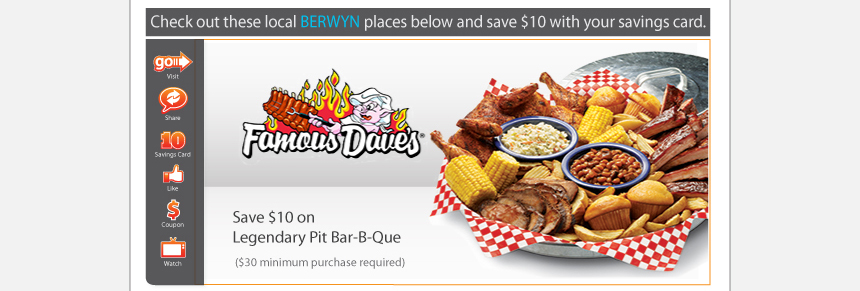 Check out these local BERWYN places below and save $10 with your savings card.
go
Visit
Share
10
Savings Card
Like
$
Coupon
Watch
Famous Dave's®
Save $10 on
Legendary Pit Bar-B-Que
($30 minimum purchase required)